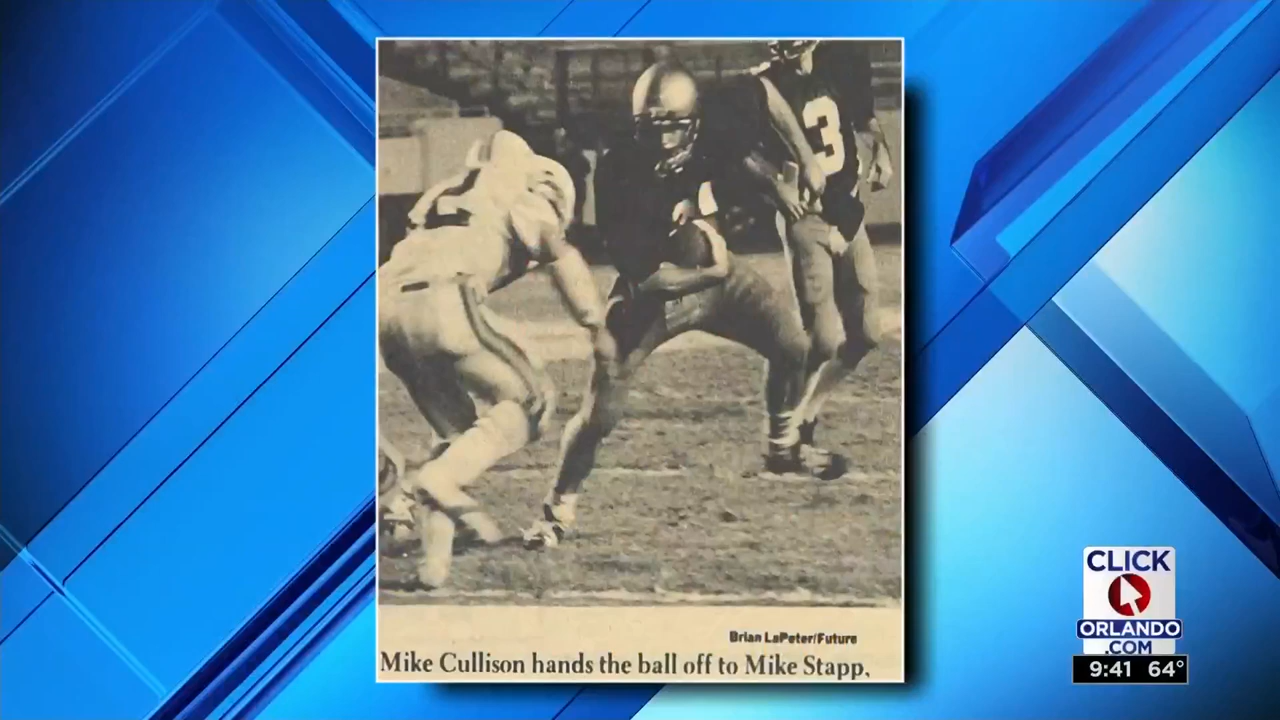 3
Brian LaPeter/Future
Mike Cullison hands the ball off to Mike Stapp,
CLICK
ORLANDO
.COM
9:41 64°